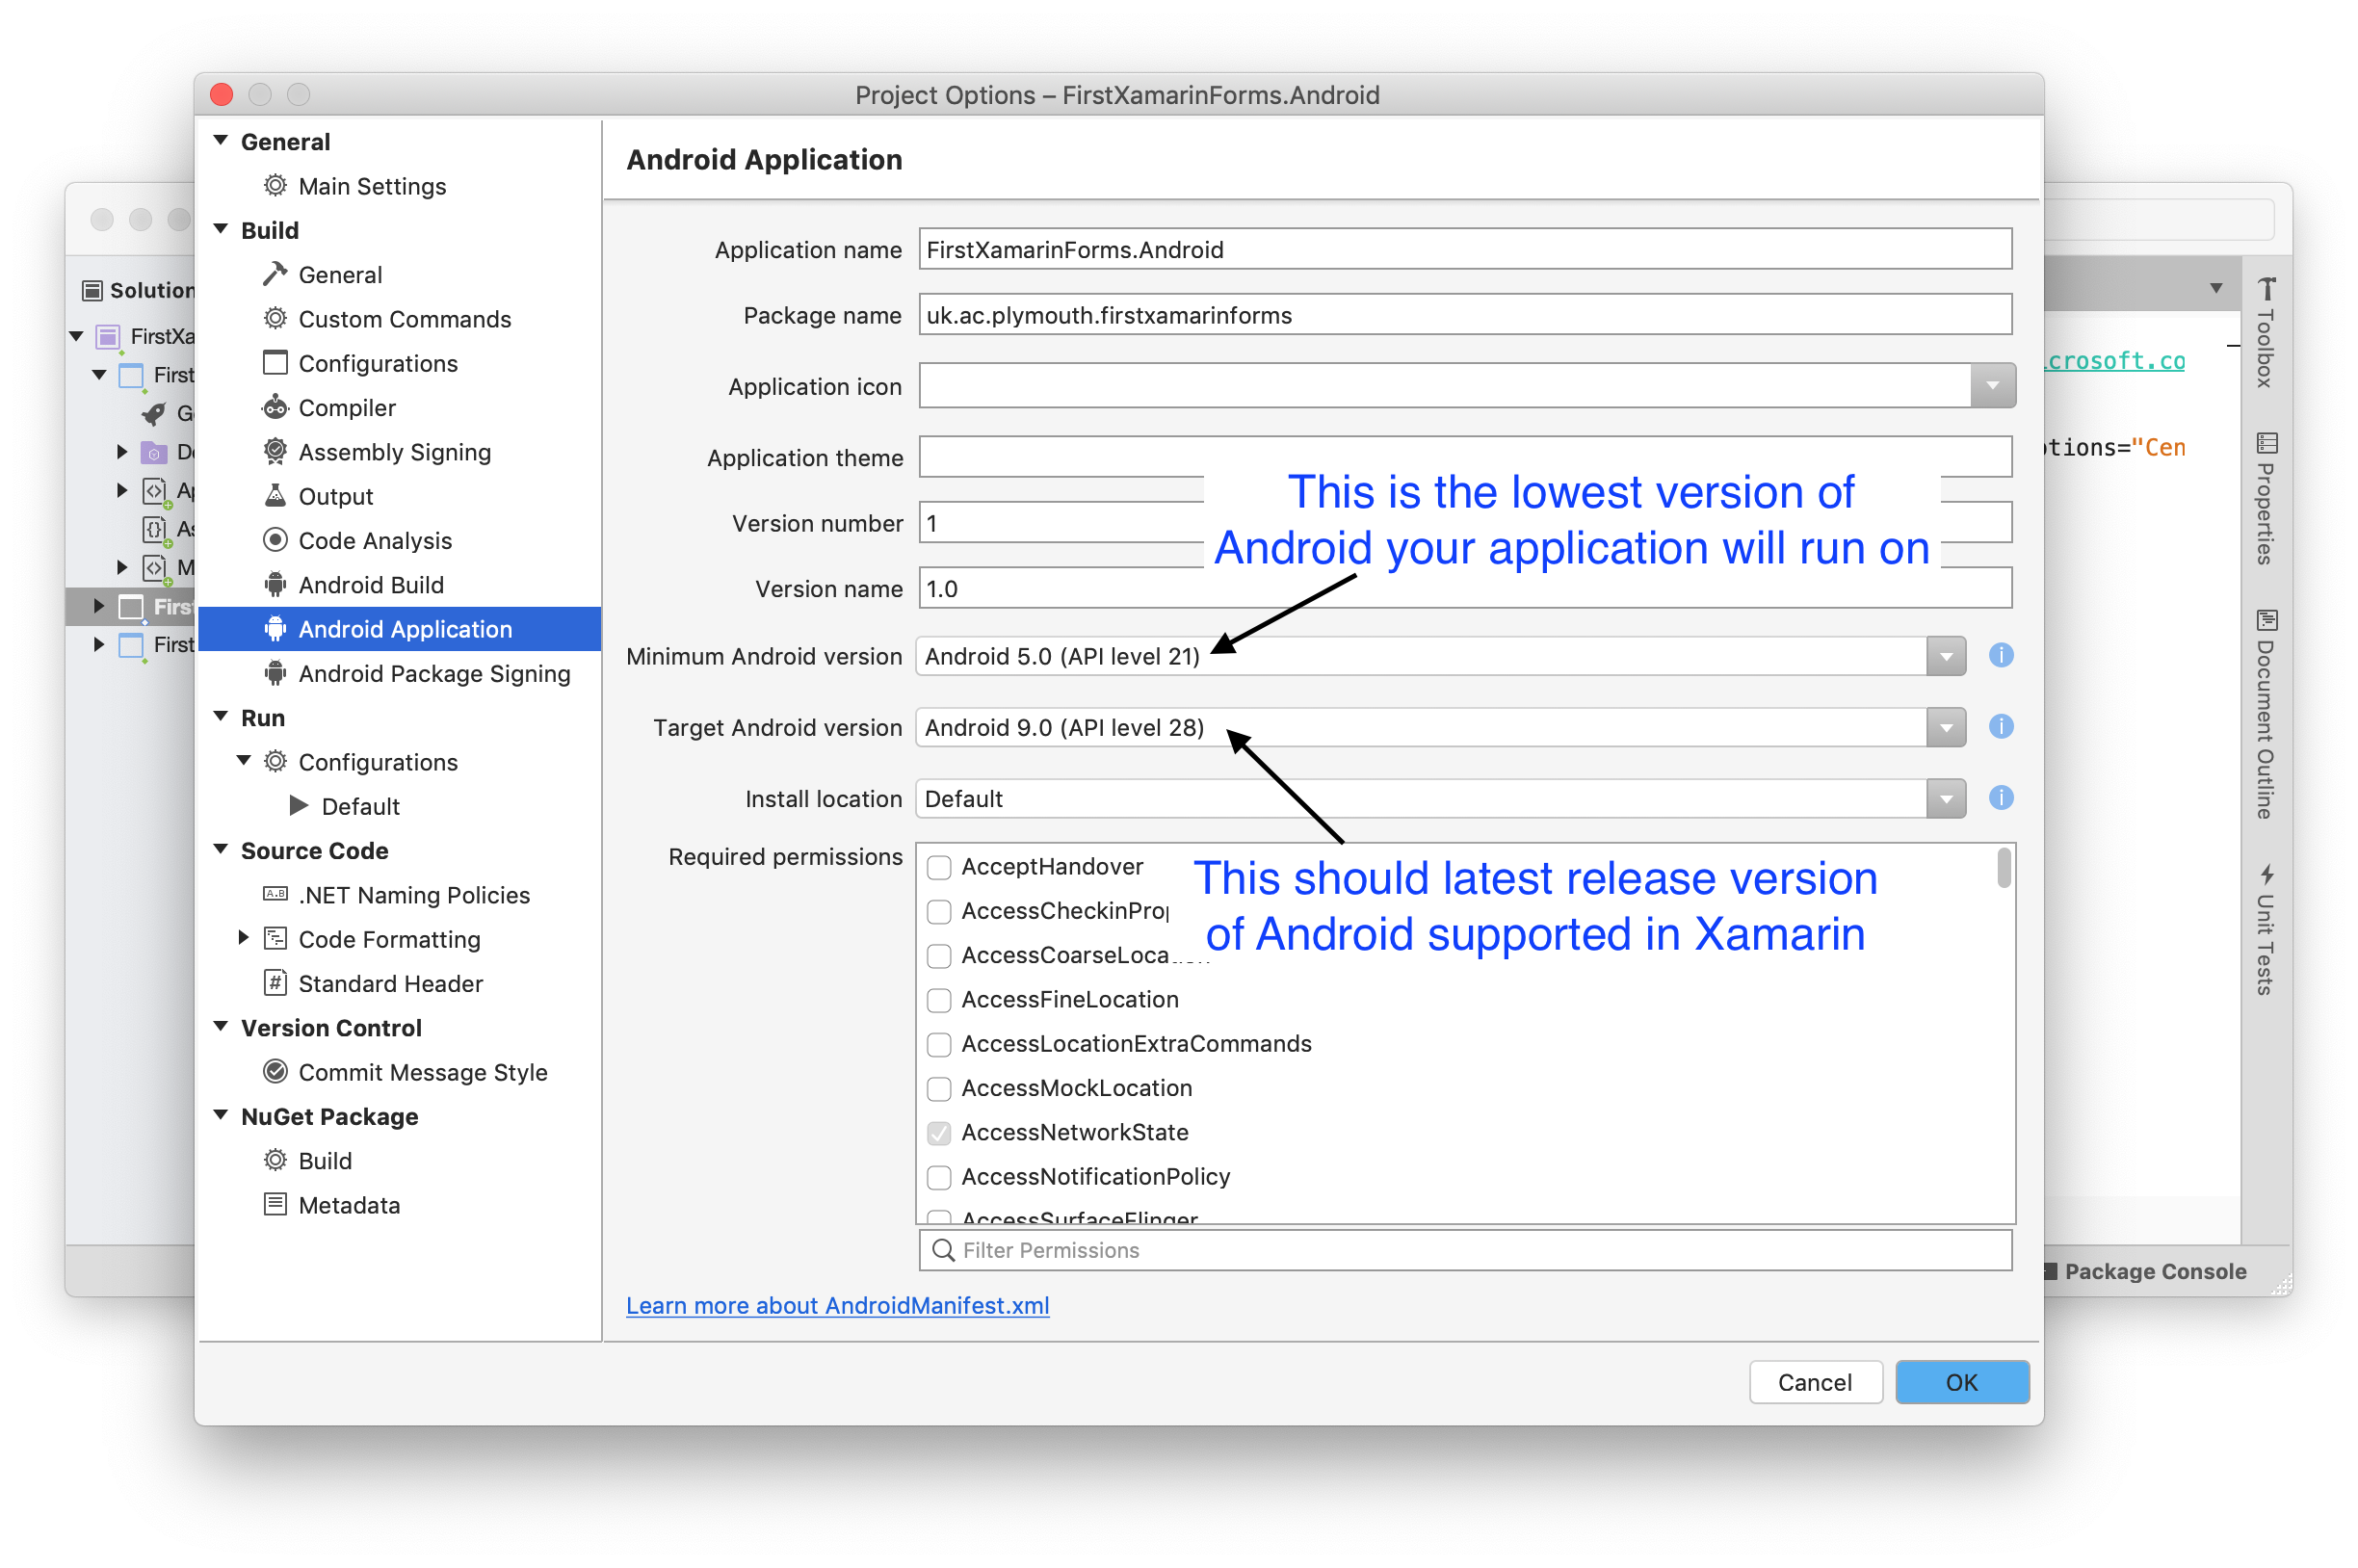 Project Options – FirstXamarinForms.Android
General
Main Settings
Build
General
Custom Commands
Configurations
Compiler
Assembly Signing
Output
Code Analysis
Android Build
Android Application
Android Package Signing
Run
Configurations
Default
Source Code
.NET Naming Policies
Code Formatting
Standard Header
Version Control
Commit Message Style
NuGet Package
Build
Metadata
Android Application
Application name FirstXamarinForms.Android
Package name uk.ac.plymouth.firstxamarinforms
Application icon
Application theme
This is the lowest version of
Android your application will run on
Version number 1
Version name 1.0
Minimum Android version Android 5.0 (API level 21)
Target Android version Android 9.0 (API level 28)
Install location Default
Required permissions
This should latest release version
of Android supported in Xamarin
AcceptHandover
AccessCheckinProp
AccessCoarseLocation
AccessFineLocation
AccessLocationExtraCommands
AccessMockLocation
AccessNetworkState
AccessNotificationPolicy
AccessSurfaceFlinger
Filter Permissions
Learn more about AndroidManifest.xml
Cancel
OK
Solution
FirstXa
First
G
De
Ap
As
M
First
First
crosoft.co
tions="Cen
Toolbox
Properties
Document Outline
Unit Tests
Package Console